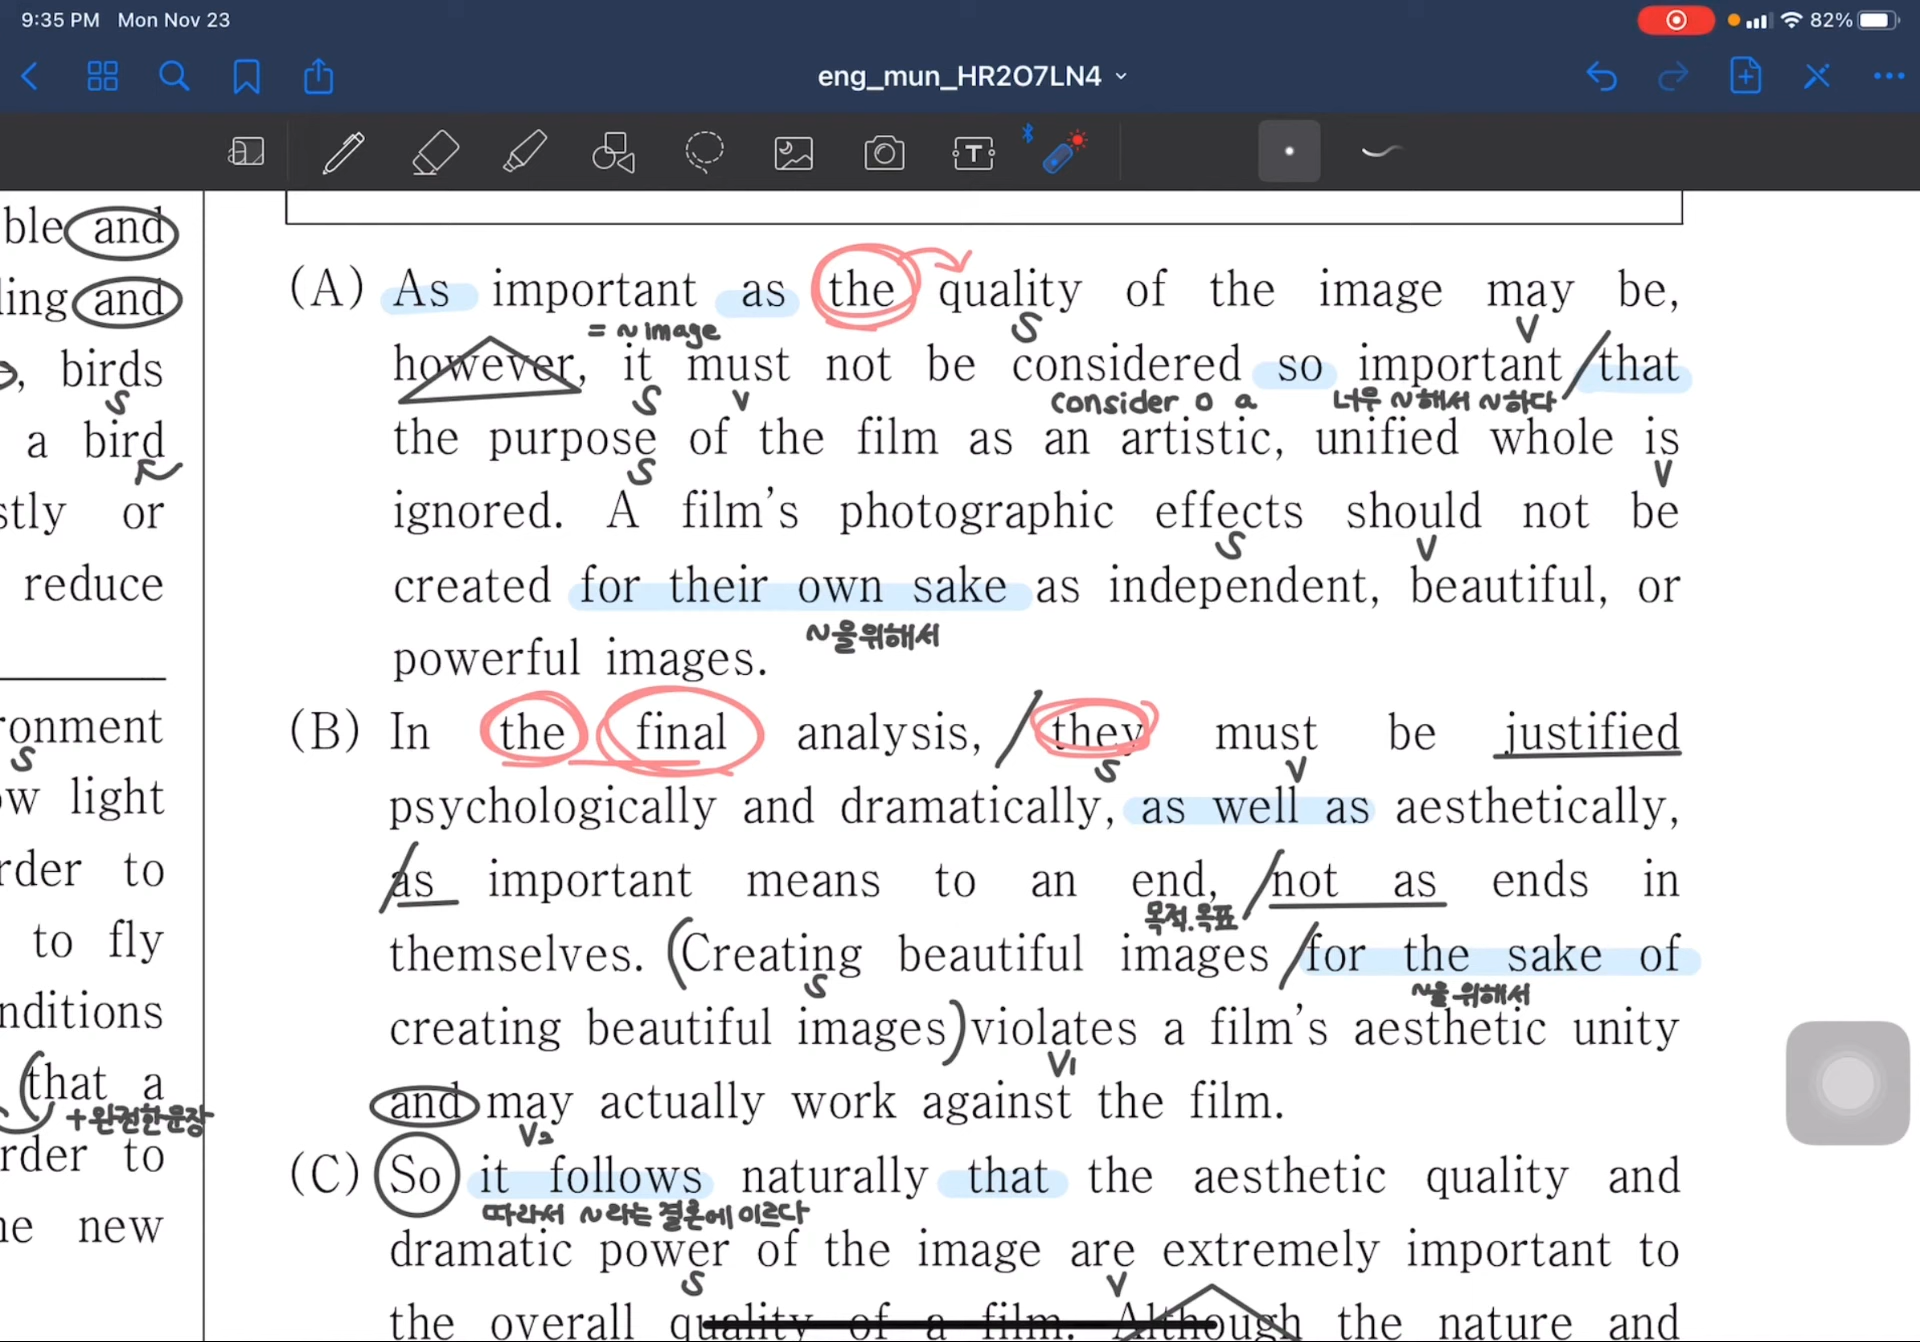 9:35 PM Mon Nov 23
82%
eng_mun_HR2O7LN4
ble and
ling and
, birds
S
a bird
stly or
reduce
ronment
S
ow light
rder to
to fly
nditions
that a
+완전한문장
rder to
ne new
(A) As important as the quality of the image may be,
= ~image S V
however, it must not be considered so important that
S V consider o a 너무 ~해서 ~하다
the purpose of the film as an artistic, unified whole is
S V
ignored. A film's photographic effects should not be
S V
created for their own sake as independent, beautiful, or
~을위해서
powerful images.
(B) In the final analysis, they must be justified
S V
psychologically and dramatically, as well as aesthetically,
as important means to an end, not as ends in
목적.목표
themselves. (Creating beautiful images for the sake of
S ~을 위해서
creating beautiful images) violates a film's aesthetic unity
V1
and may actually work against the film.
V2
(C) So it follows naturally that the aesthetic quality and
따라서 ~라는 결론에이르다
dramatic power of the image are extremely important to
S V
the overall quality of a film. Although the nature and